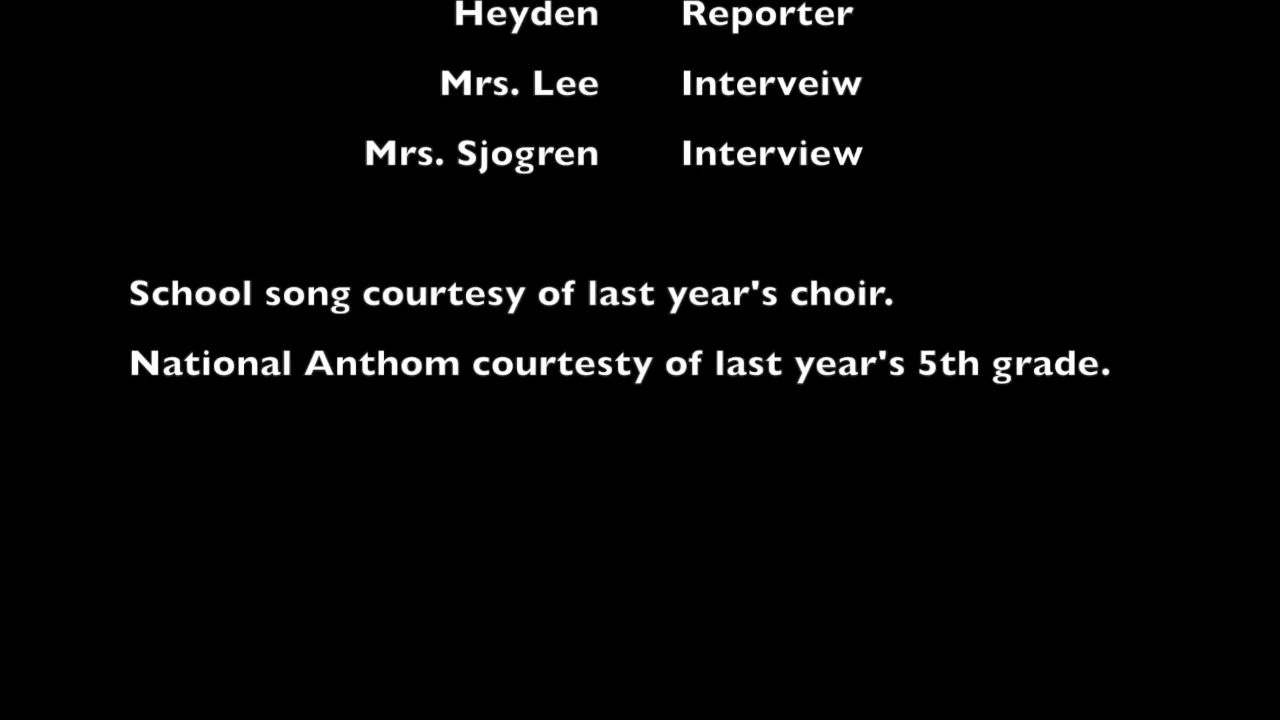 Heyden Reporter
Mrs. Lee Interveiw
Mrs. Sjogren Interview
School song courtesy of last year's choir.
National Anthom courtesty of last year's 5th grade.